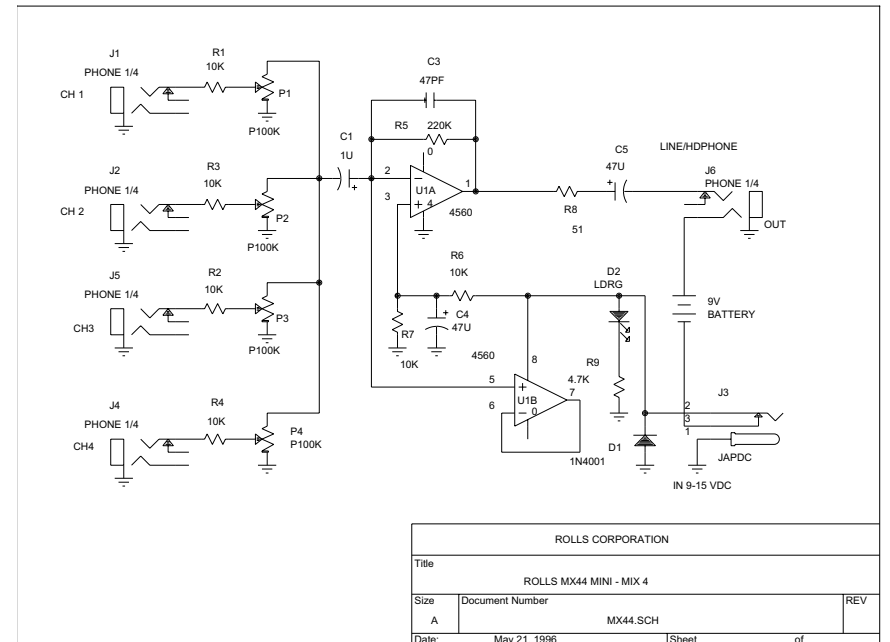 J1
PHONE 1/4
CH 1
R1
10K
P1
P100K
J2
PHONE 1/4
CH 2
R3
10K
P2
P100K
J5
PHONE 1/4
CH3
R2
10K
P3
P100K
J4
PHONE 1/4
CH4
R4
10K
P4
P100K
C1
1U
+
C3
47PF
R5 220K
0
2
3
−
+
U1A
4
1
4560
R8
51
C5
47U
+
LINE/HDPHONE
J6
PHONE 1/4
OUT
R6
10K
R7
10K
+
C4
47U
D2
LDRG
R9
4.7K
9V
BATTERY
4560
8
5
6
+
−
U1B
0
7
D1
1N4001
J3
2
3
1
JAPDC
IN 9-15 VDC
ROLLS CORPORATION
Title
ROLLS MX44 MINI - MIX 4
Size
A
Document Number
MX44.SCH
REV
Date: May 21, 1996 Sheet of